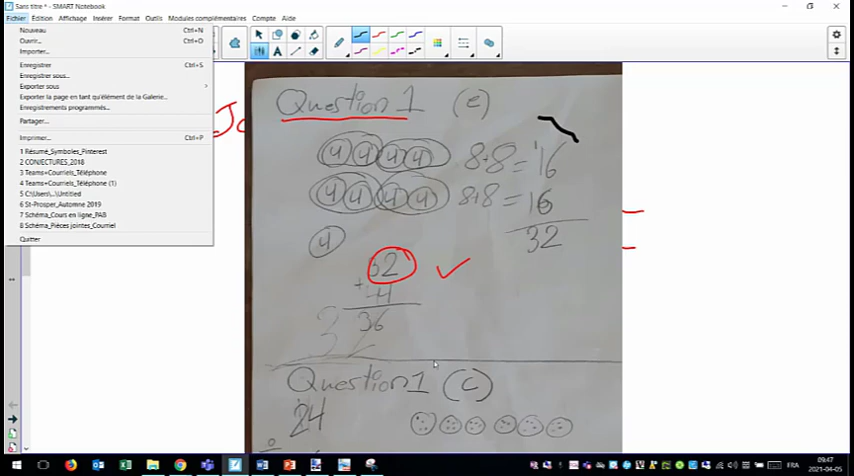 Sans titre * - SMART Notebook
Fichier Édition Affichage Insérer Format Outils Modules complémentaires Compte Aide
Nouveau Ctrl+N
Ouvrir... Ctrl+O
Importer...
Enregistrer Ctrl+S
Enregistrer sous...
Exporter sous
Exporter la page en tant qu'élément de la Galerie...
Enregistrements programmés...
Partager...
Imprimer... Ctrl+P
1 Résumé_Symboles_Pinterest
2 CONJECTURES_2018
3 Teams+Courriels_Téléphone
4 Teams+Courriels_Téléphone (1)
5 C:\Users\...\Untitled
6 St-Prosper_Automne 2019
7 Schéma_Cours en ligne_PAB
8 Schéma_Pièces jointes_Courriel
Quitter
Question 1 (e)
4 4 4 4 8+8 = 16
4 4 4 4 8+8 = 16
32
4
32
+
36
Question 1 (c)
24
FRA
09:47
2021-04-05